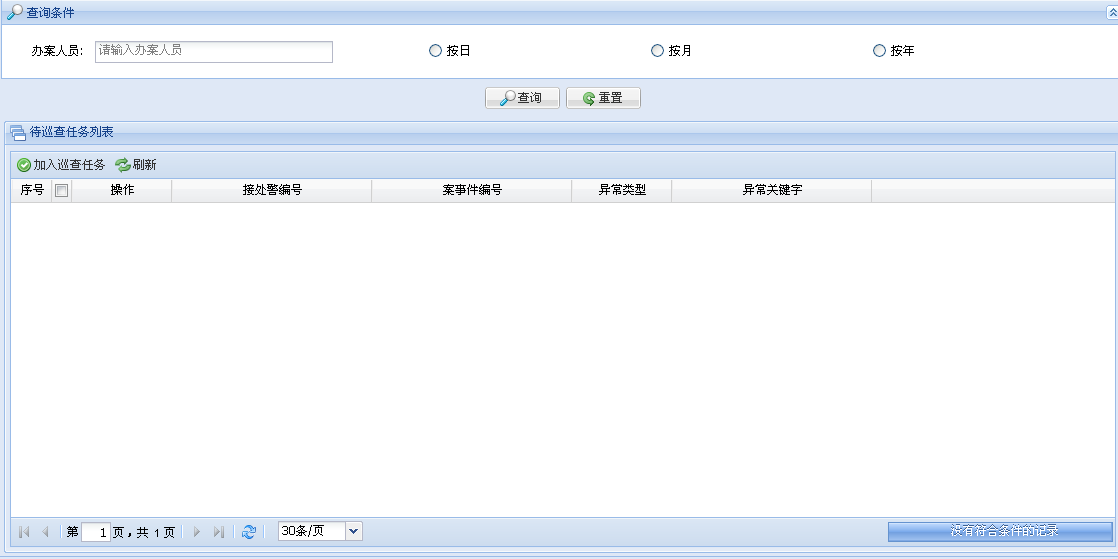 查询条件
办案人员: 请输入办案人员 按日 按月 按年
查询 重置
待巡查任务列表
加入巡查任务 刷新
序号 操作 接处警编号 案事件编号 异常类型 异常关键字
第 1 页,共 1 页 30条/页 没有符合条件的记录